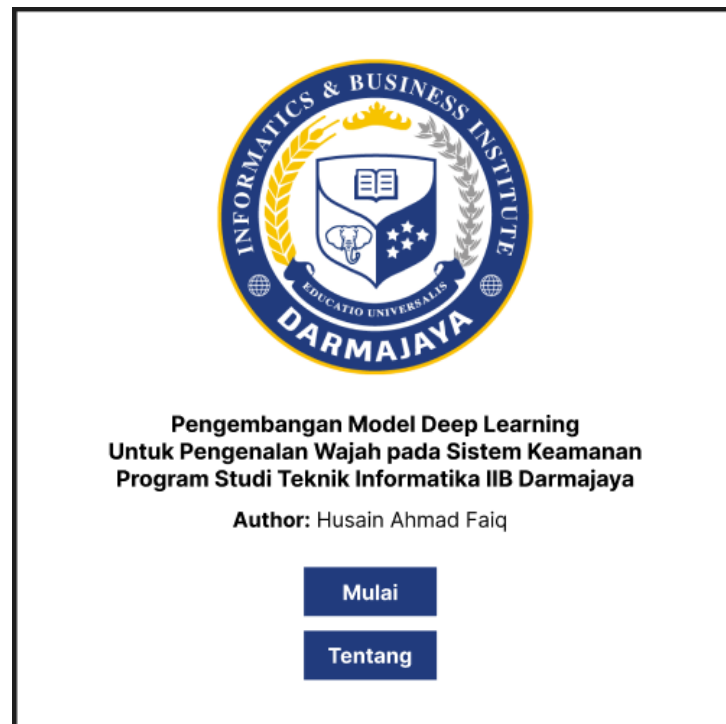 INFORMATICS & BUSINESS INSTITUTE
EDUCATIO UNIVERSALIS
DARMAJAYA
Pengembangan Model Deep Learning
Untuk Pengenalan Wajah pada Sistem Keamanan
Program Studi Teknik Informatika IIB Darmajaya
Author: Husain Ahmad Faiq
Mulai
Tentang